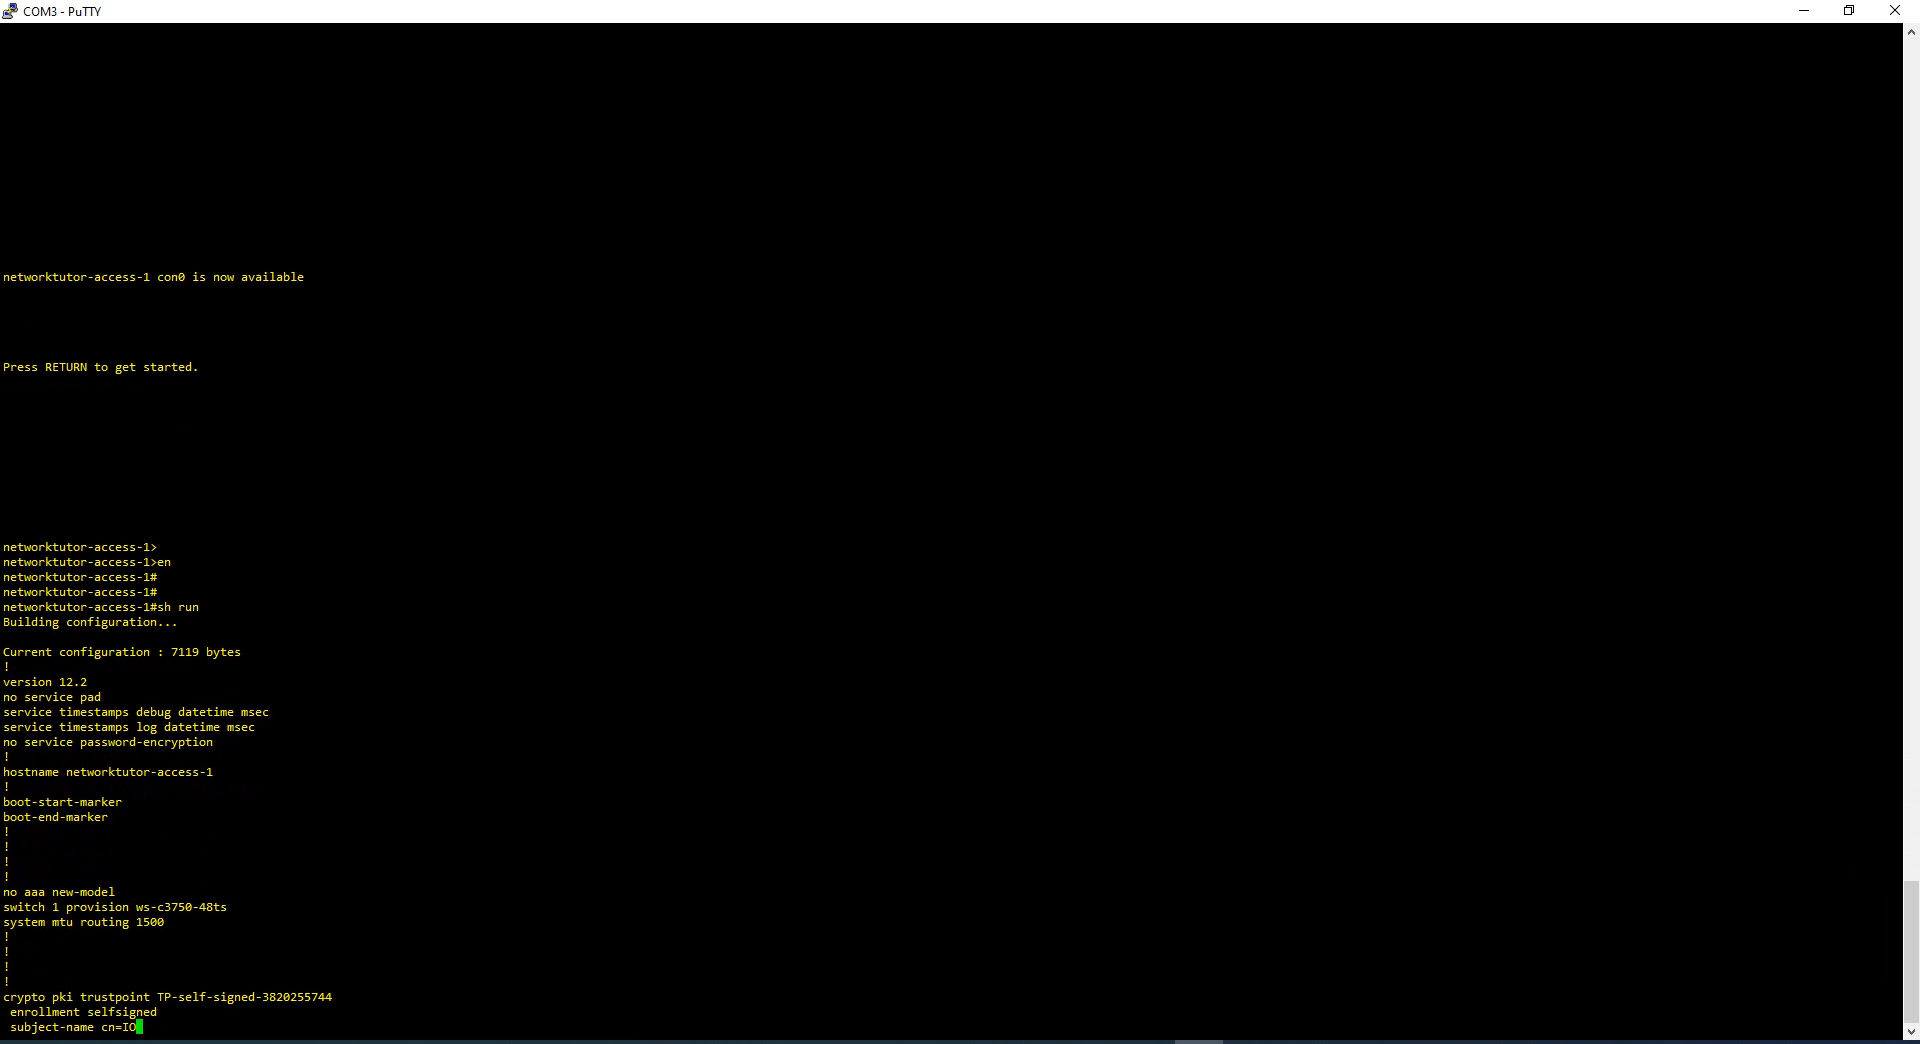 COM3 - PuTTY
networktutor-access-1 con0 is now available
Press RETURN to get started.
networktutor-access-1>
networktutor-access-1>en
networktutor-access-1#
networktutor-access-1#
networktutor-access-1#sh run
Building configuration...
Current configuration : 7119 bytes
!
version 12.2
no service pad
service timestamps debug datetime msec
service timestamps log datetime msec
no service password-encryption
!
hostname networktutor-access-1
!
boot-start-marker
boot-end-marker
!
!
!
!
no aaa new-model
switch 1 provision ws-c3750-48ts
system mtu routing 1500
!
!
!
!
crypto pki trustpoint TP-self-signed-3820255744
 enrollment selfsigned
 subject-name cn=IO